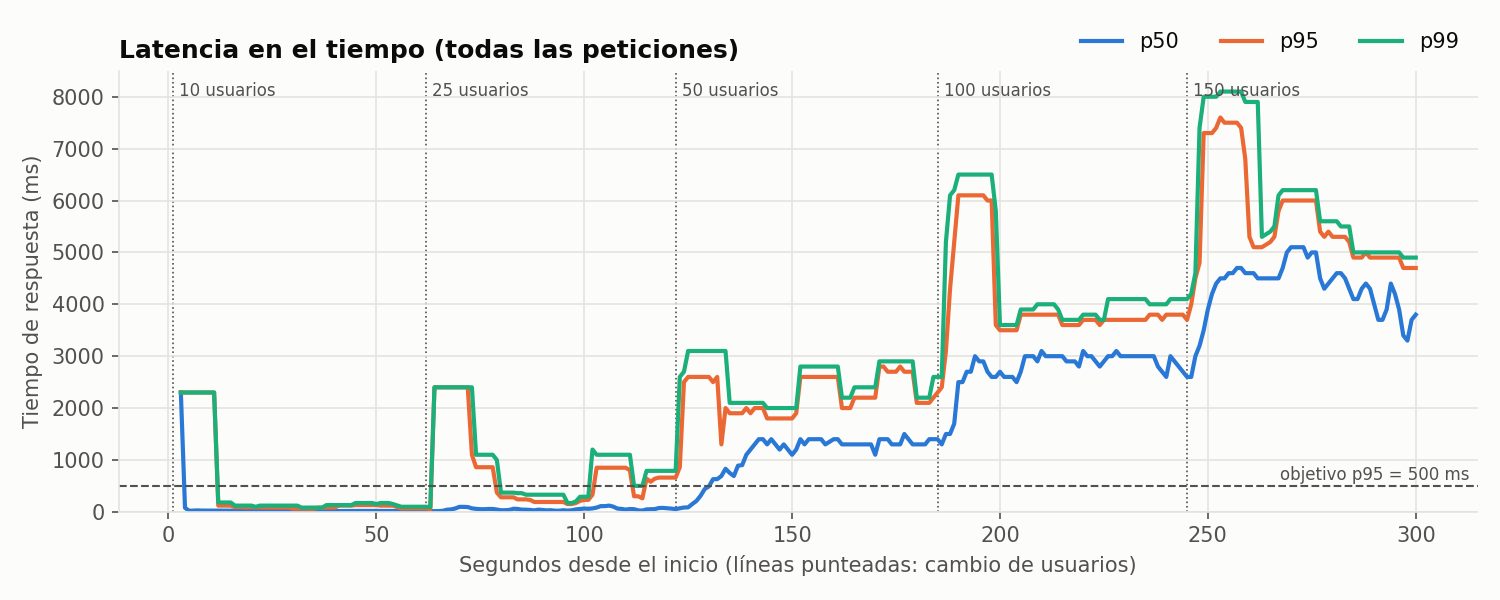 Latencia en el tiempo (todas las peticiones)
p50 p95 p99
10 usuarios 25 usuarios 50 usuarios 100 usuarios 150 usuarios
Tiempo de respuesta (ms)
8000
7000
6000
5000
4000
3000
2000
1000
0
objetivo p95 = 500 ms
0 50 100 150 200 250 300
Segundos desde el inicio (líneas punteadas: cambio de usuarios)